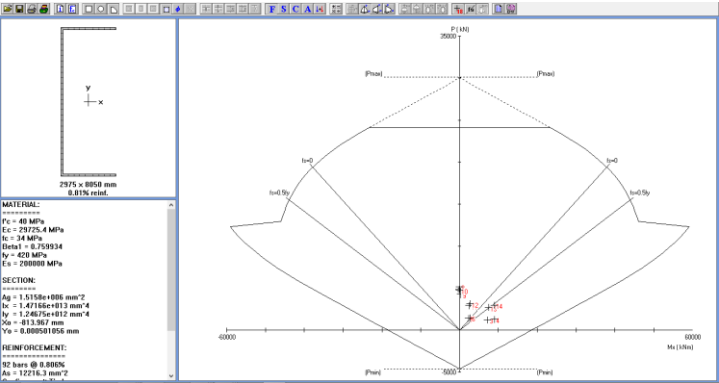 F S C A
P ( kN)
35000
(Pmax)
(Pmax)
fs=0
fs=0
fs=0.5fy
fs=0.5fy
y
x
2975 x 8050 mm
0.81% reinf.
MATERIAL:
=========
f'c = 40 MPa
Ec = 29725.4 MPa
fc = 34 MPa
Beta1 = 0.759934
fy = 420 MPa
Es = 200000 MPa
SECTION:
========
Ag = 1.5158e+006 mm^2
Ix = 1.47166e+013 mm^4
Iy = 1.24675e+012 mm^4
Xo = -813.967 mm
Yo = 0.000501056 mm
REINFORCEMENT:
==============
92 bars @ 0.806%
As = 12216.3 mm^2
10
9
12
-60000
60000
Mx ( kNm)
-5000
(Pmin)
(Pmin)